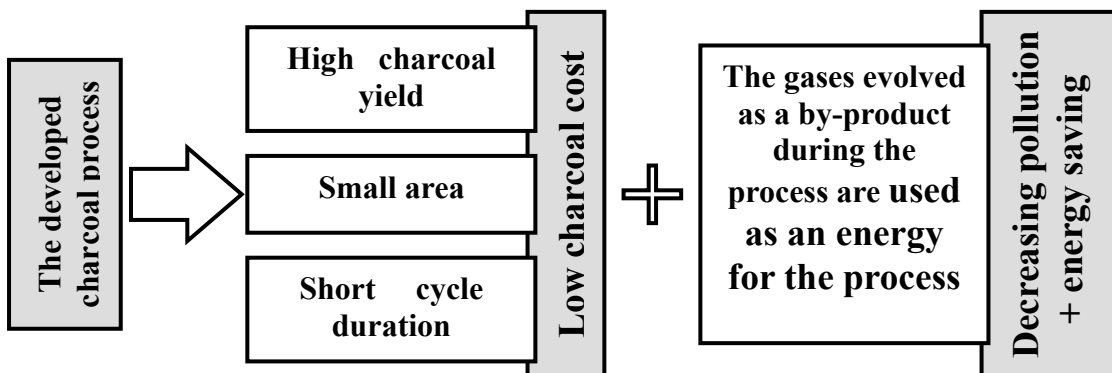 The developed
charcoal process
High charcoal
yield
Small area
Short cycle
duration
Low charcoal cost
The gases evolved
as a by-product
during the
process are used
as an energy
for the process
Decreasing pollution
+ energy saving